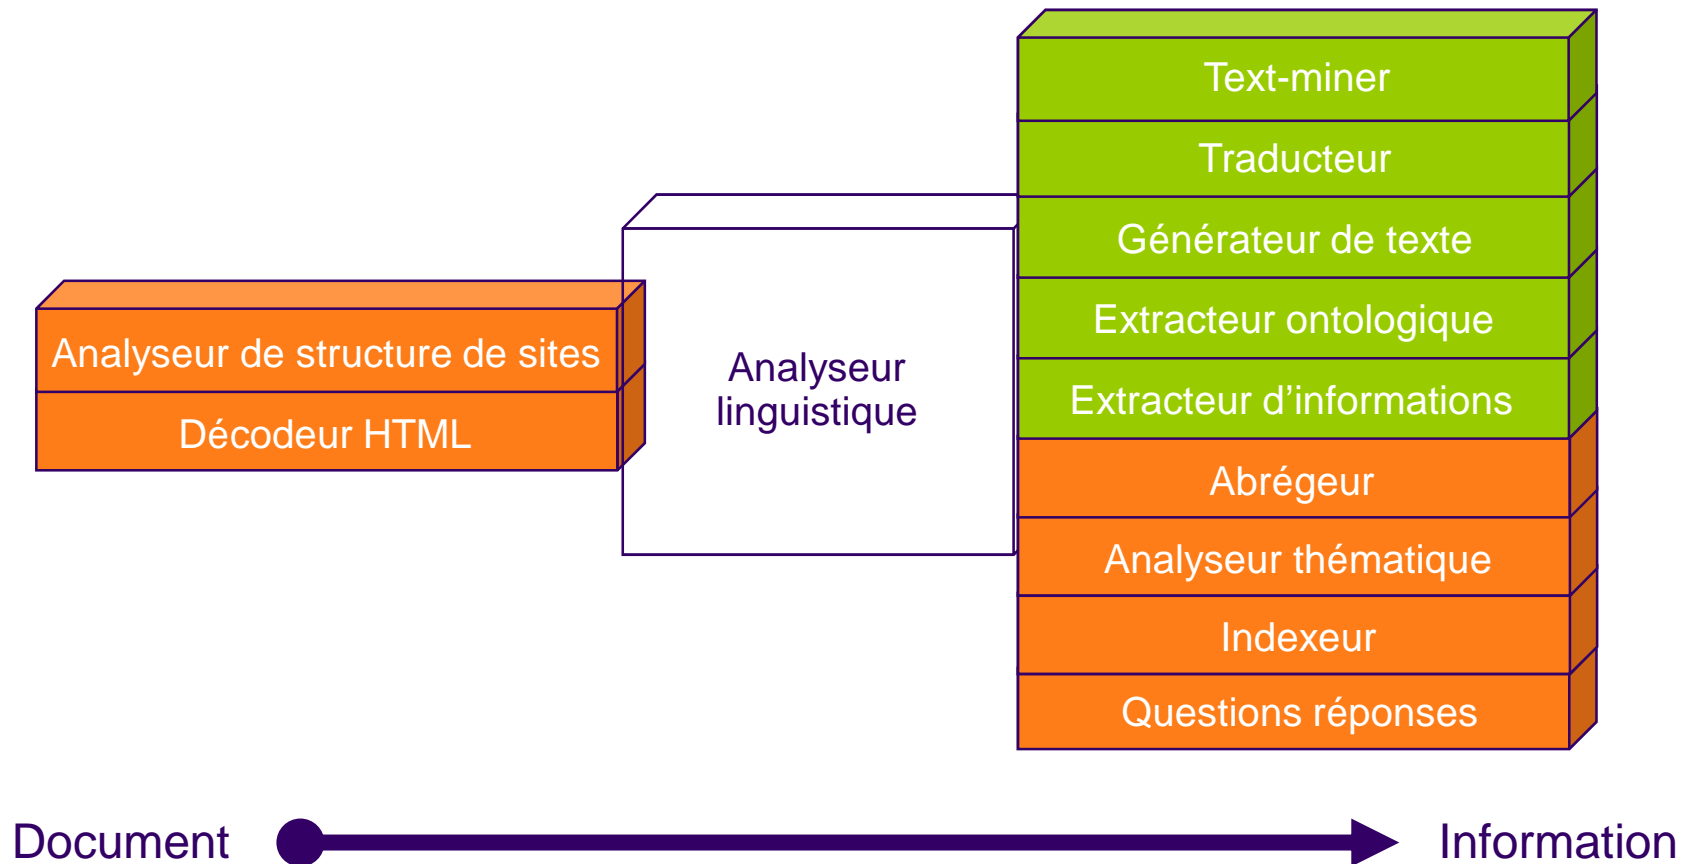 Analyseur de structure de sites
Décodeur HTML
Analyseur
linguistique
Text-miner
Traducteur
Générateur de texte
Extracteur ontologique
Extracteur d’informations
Abrégeur
Analyseur thématique
Indexeur
Questions réponses
Document
Information